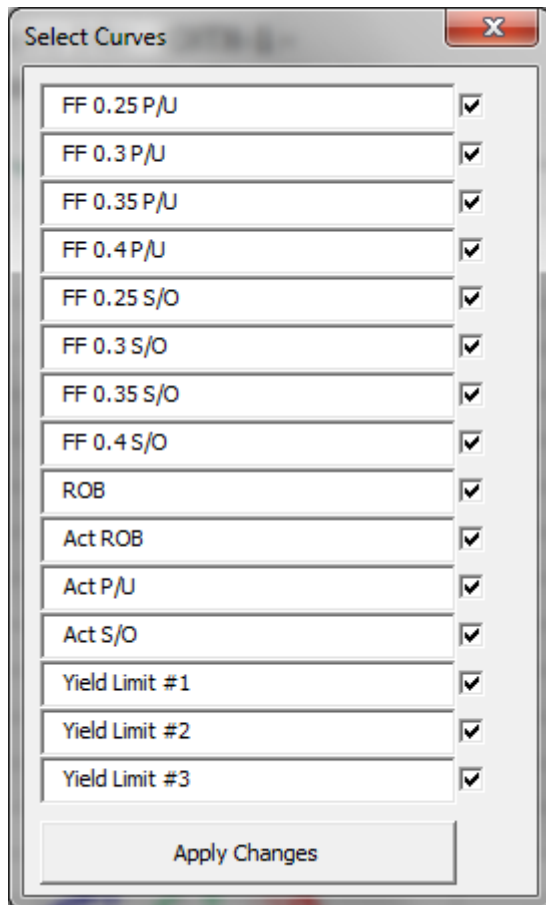 Select Curves
FF 0.25 P/U
FF 0.3 P/U
FF 0.35 P/U
FF 0.4 P/U
FF 0.25 S/O
FF 0.3 S/O
FF 0.35 S/O
FF 0.4 S/O
ROB
Act ROB
Act P/U
Act S/O
Yield Limit #1
Yield Limit #2
Yield Limit #3
Apply Changes